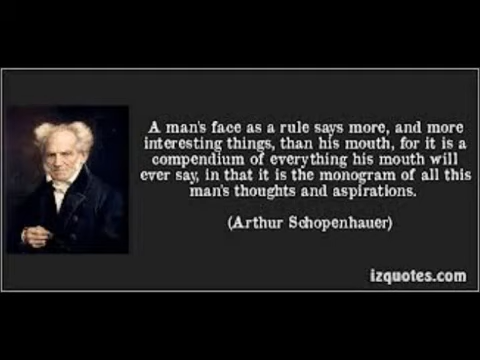 A man's face as a rule says more, and more
interesting things, than his mouth, for it is a
compendium of everything his mouth will
ever say, in that it is the monogram of all this
man's thoughts and aspirations.
(Arthur Schopenhauer)
izquotes.com